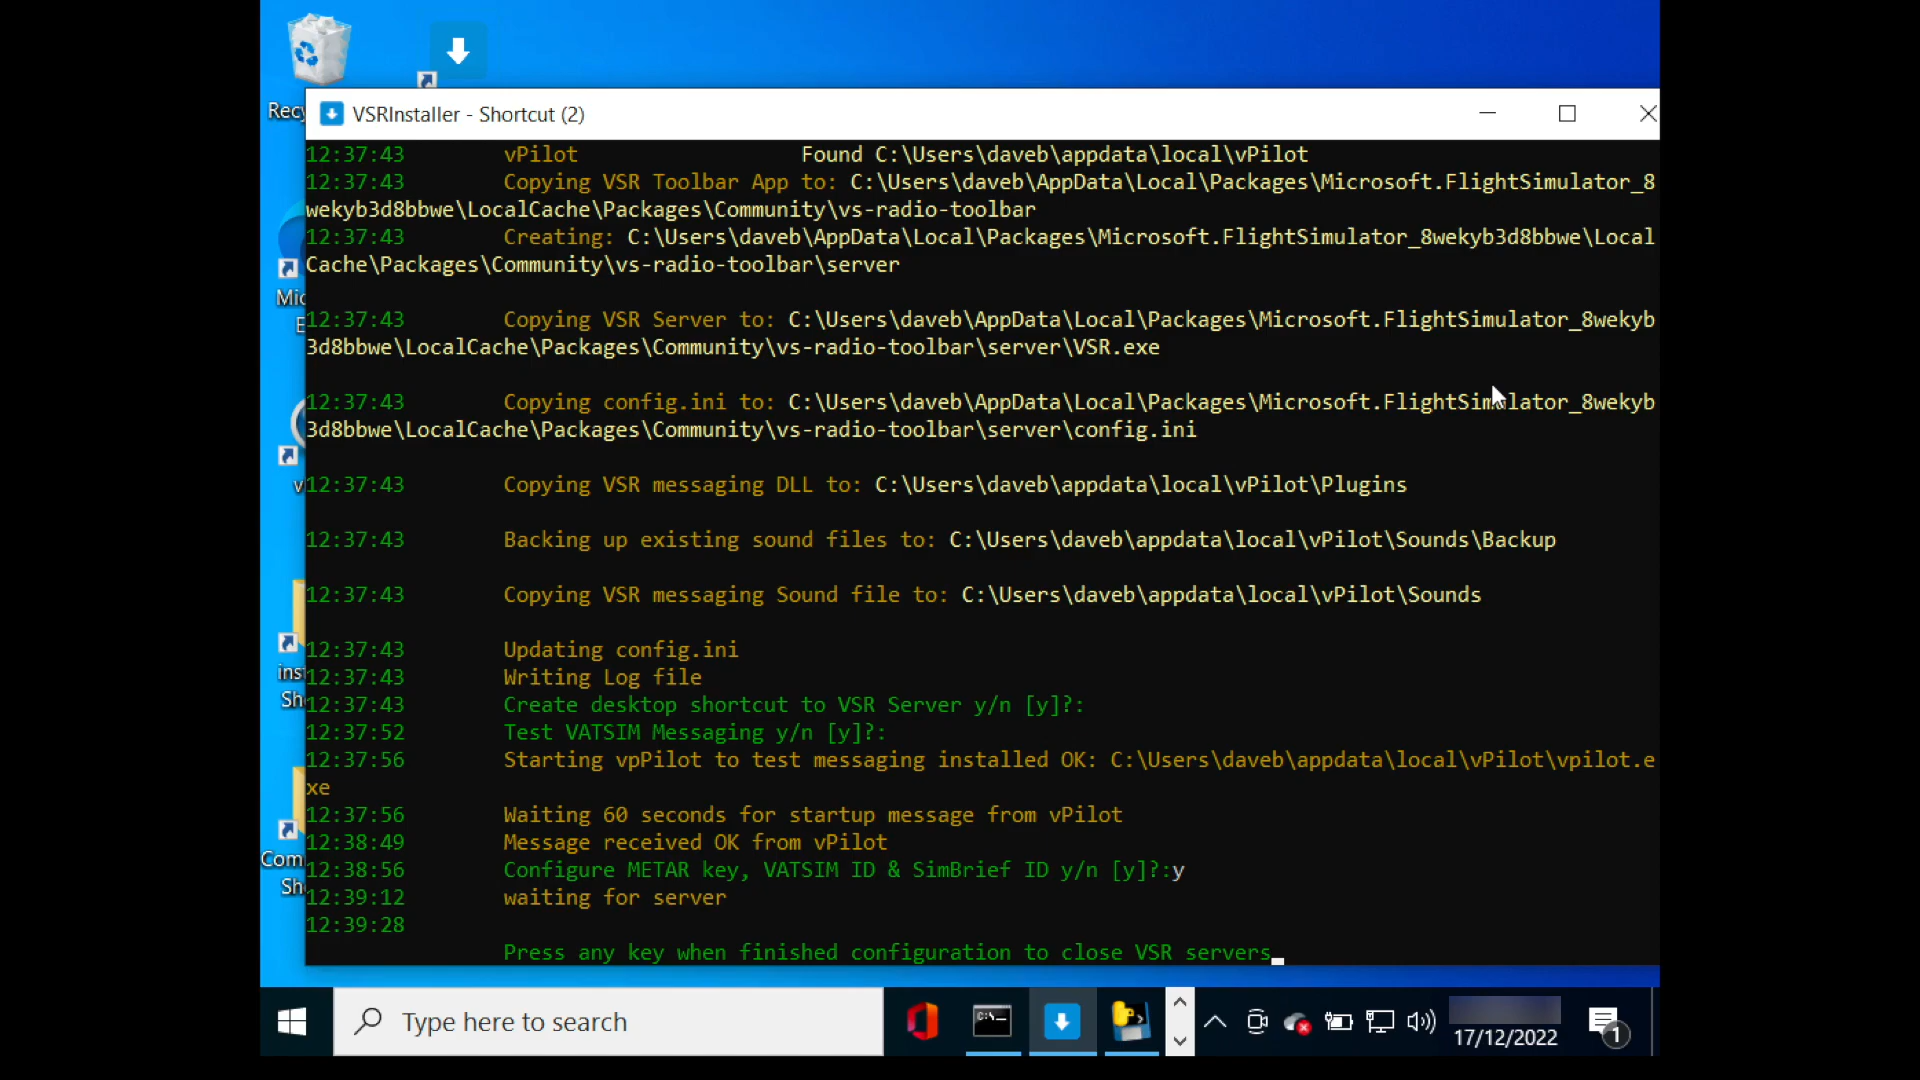 Recy
VSRInstaller - Shortcut (2)
12:37:43 vPilot Found C:\Users\daveb\appdata\local\vPilot
12:37:43 Copying VSR Toolbar App to: C:\Users\daveb\AppData\Local\Packages\Microsoft.FlightSimulator_8
wekyb3d8bbwe\LocalCache\Packages\Community\vs-radio-toolbar
12:37:43 Creating: C:\Users\daveb\AppData\Local\Packages\Microsoft.FlightSimulator_8wekyb3d8bbwe\Local
Cache\Packages\Community\vs-radio-toolbar\server
Mic
E
12:37:43 Copying VSR Server to: C:\Users\daveb\AppData\Local\Packages\Microsoft.FlightSimulator_8wekyb
3d8bbwe\LocalCache\Packages\Community\vs-radio-toolbar\server\VSR.exe
12:37:43 Copying config.ini to: C:\Users\daveb\AppData\Local\Packages\Microsoft.FlightSimulator_8wekyb
3d8bbwe\LocalCache\Packages\Community\vs-radio-toolbar\server\config.ini
v
12:37:43 Copying VSR messaging DLL to: C:\Users\daveb\appdata\local\vPilot\Plugins
12:37:43 Backing up existing sound files to: C:\Users\daveb\appdata\local\vPilot\Sounds\Backup
12:37:43 Copying VSR messaging Sound file to: C:\Users\daveb\appdata\local\vPilot\Sounds
12:37:43 Updating config.ini
ins
12:37:43 Writing Log file
Sh
12:37:43 Create desktop shortcut to VSR Server y/n [y]?:
12:37:52 Test VATSIM Messaging y/n [y]?:
12:37:56 Starting vpPilot to test messaging installed OK: C:\Users\daveb\appdata\local\vPilot\vpilot.e
xe
12:37:56 Waiting 60 seconds for startup message from vPilot
12:38:49 Message received OK from vPilot
Com
12:38:56 Configure METAR key, VATSIM ID & SimBrief ID y/n [y]?:y
Sh
12:39:12 waiting for server
12:39:28
Press any key when finished configuration to close VSR servers
Type here to search
C:\_
17/12/2022
1